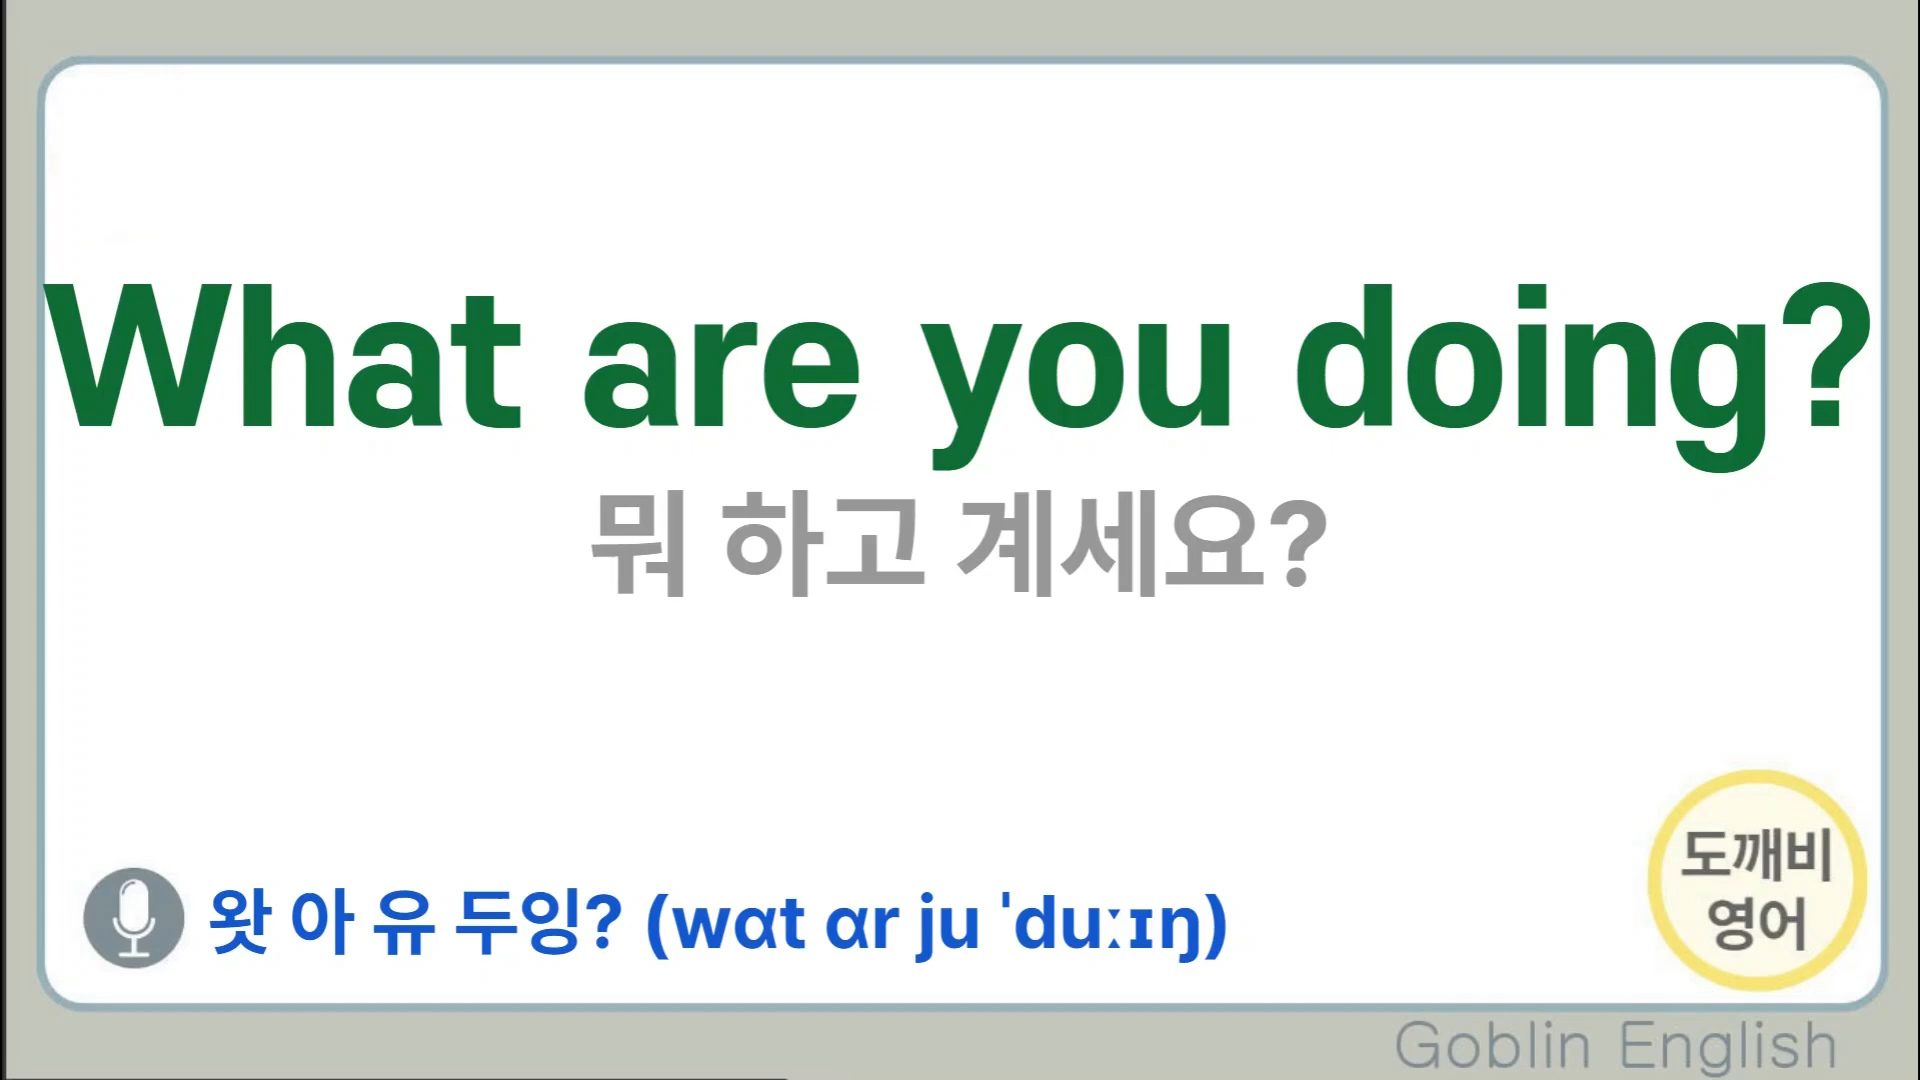 What are you doing?
뭐 하고 계세요?
왓 아 유 두잉? (wɑt ɑr ju ˈduːɪŋ)
도깨비
영어
Goblin English